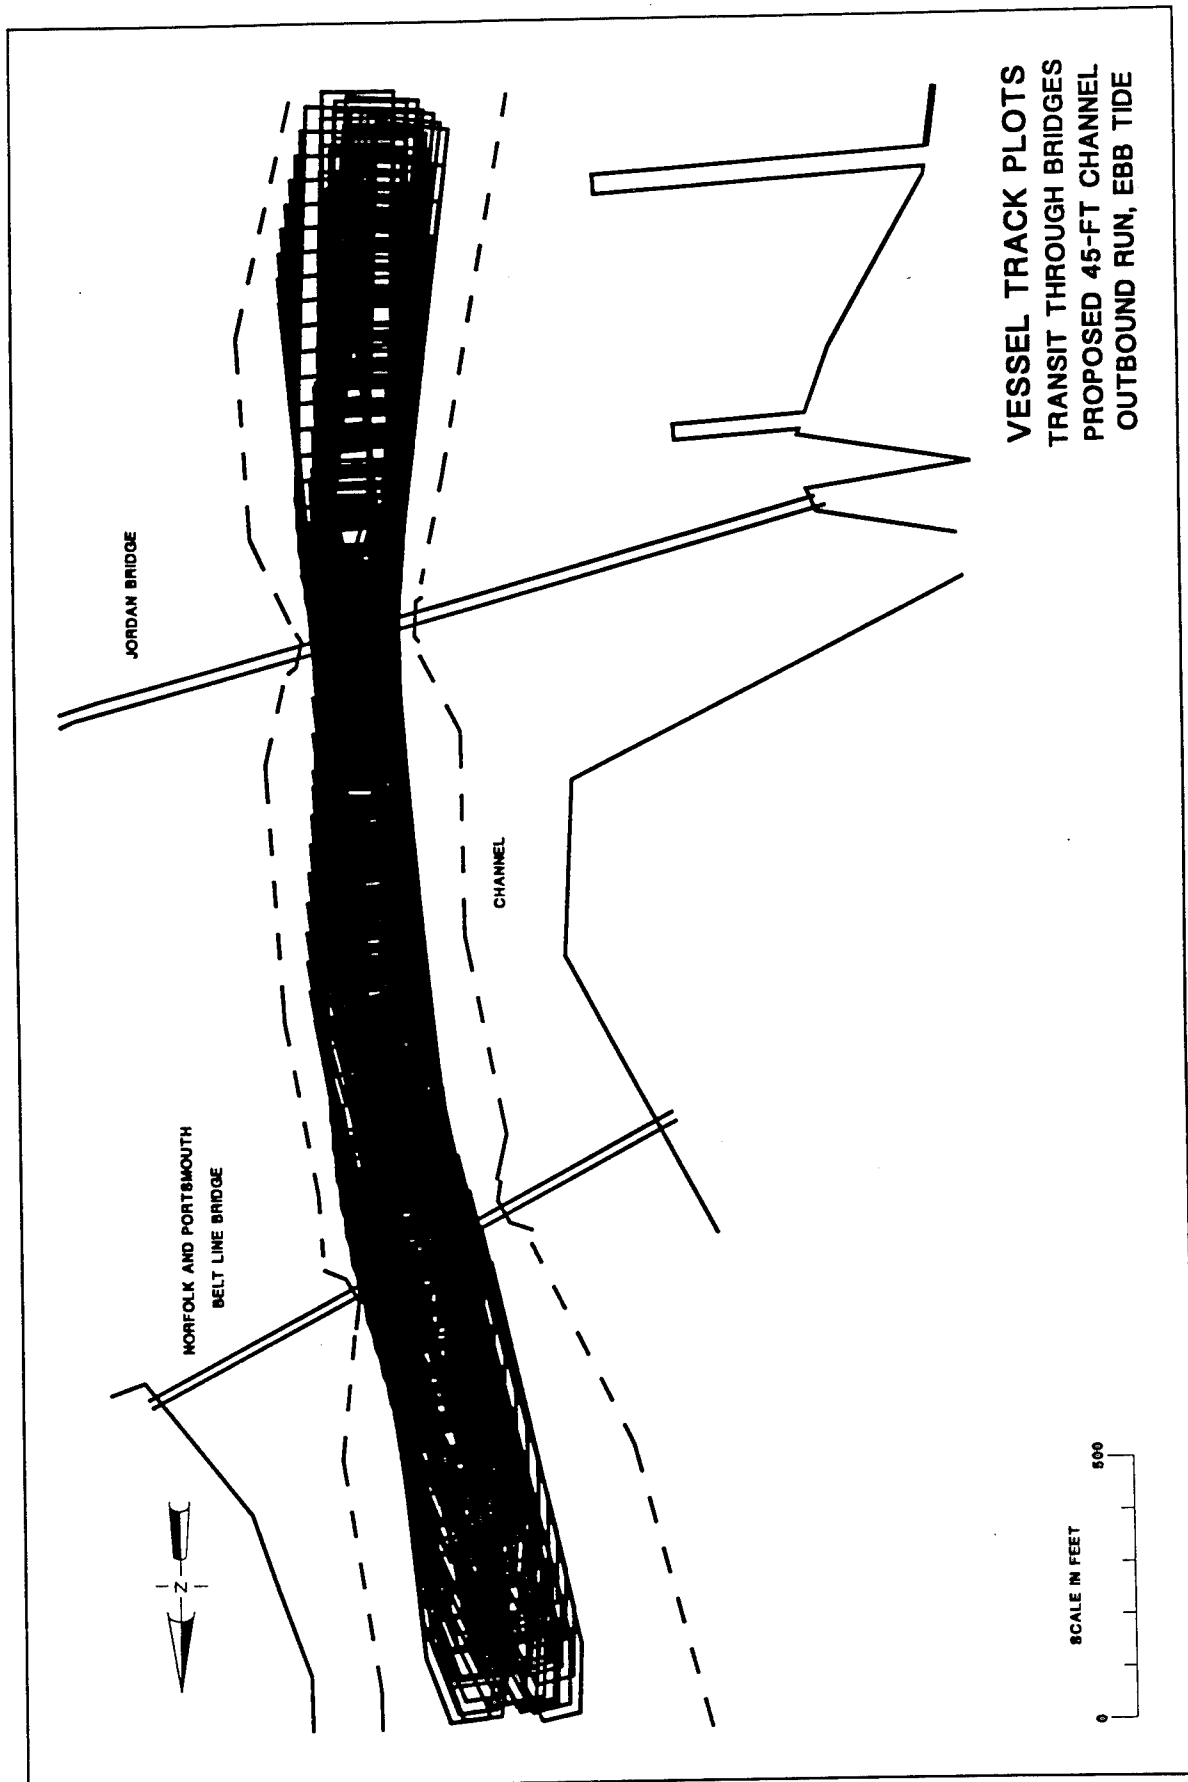 VESSEL TRACK PLOTS
TRANSIT THROUGH BRIDGES
PROPOSED 45-FT CHANNEL
OUTBOUND RUN, EBB TIDE
JORDAN BRIDGE
CHANNEL
NORFOLK AND PORTSMOUTH
BELT LINE BRIDGE
N
SCALE IN FEET
0 500